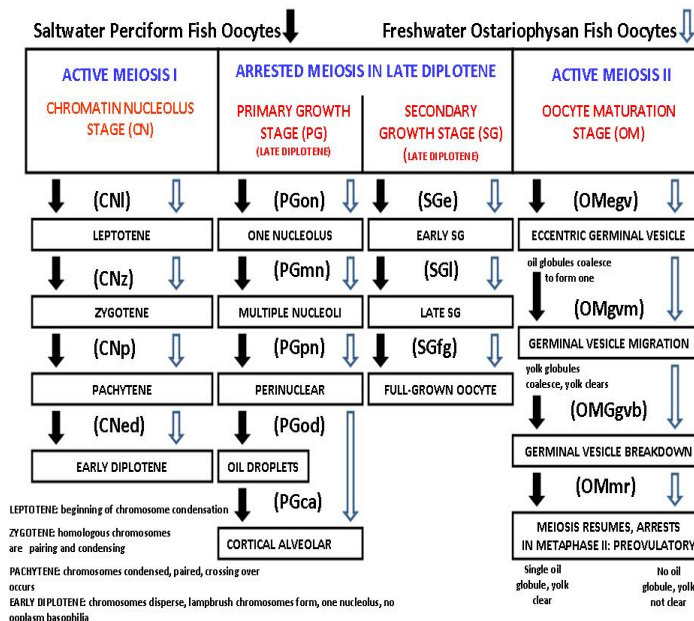 Saltwater Perciform Fish Oocytes
Freshwater Ostariophysan Fish Oocytes
ACTIVE MEIOSIS I
CHROMATIN NUCLEOLUS
STAGE (CN)
ARRESTED MEIOSIS IN LATE DIPLOTENE
PRIMARY GROWTH
STAGE (PG)
(LATE DIPLOTENE)
SECONDARY
GROWTH STAGE (SG)
(LATE DIPLOTENE)
ACTIVE MEIOSIS II
OOCYTE MATURATION
STAGE (OM)
(CNl)
LEPTOTENE
(CNz)
ZYGOTENE
(CNp)
PACHYTENE
(CNed)
EARLY DIPLOTENE
(PGon)
ONE NUCLEOLUS
(PGmn)
MULTIPLE NUCLEOLI
(PGpn)
PERINUCLEAR
(PGod)
OIL DROPLETS
(PGca)
CORTICAL ALVEOLAR
(SGe)
EARLY SG
(SGl)
LATE SG
(SGfg)
FULL-GROWN OOCYTE
(OMegv)
ECCENTRIC GERMINAL VESICLE
oil globules coalesce
to form one
(OMgvm)
GERMINAL VESICLE MIGRATION
yolk globules
coalesce, yolk clears
(OMGgvb)
GERMINAL VESICLE BREAKDOWN
(OMmr)
MEIOSIS RESUMES, ARRESTS
IN METAPHASE II: PREOVULATORY
Single oil
globule, yolk
clear
No oil
globule, yolk
not clear
LEPTOTENE: beginning of chromosome condensation
ZYGOTENE: homologous chromosomes
are pairing and condensing
PACHYTENE: chromosomes condensed, paired, crossing over
occurs
EARLY DIPLOTENE: chromosomes disperse, lampbrush chromosomes form, one nucleolus, no
ooplasm basophilia